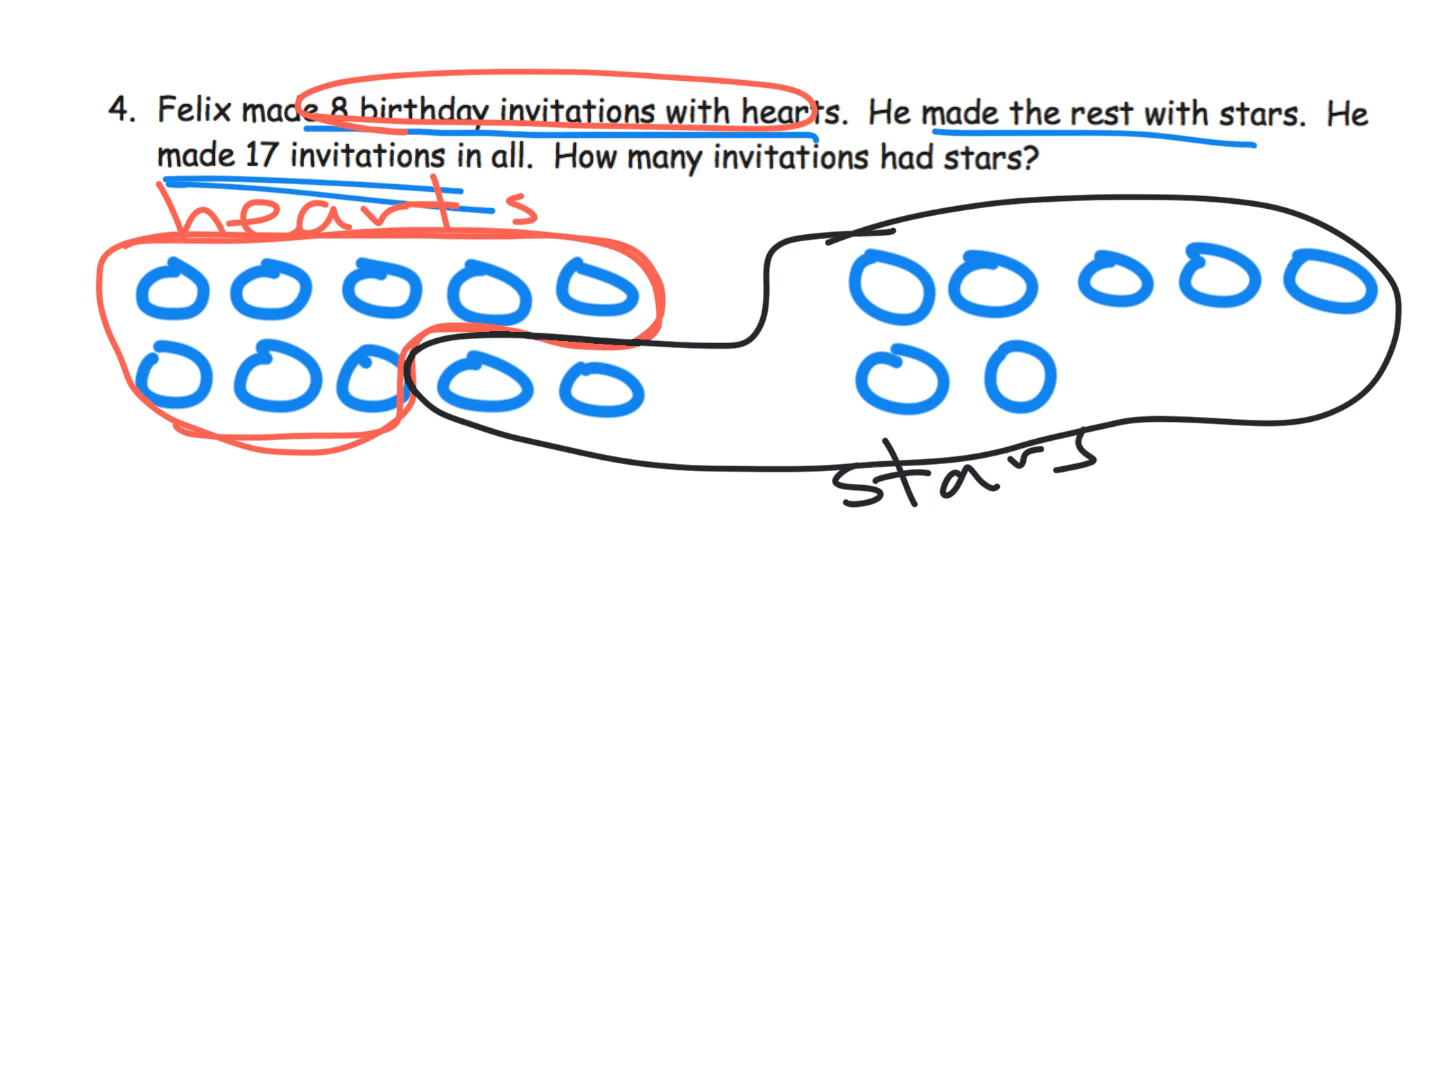 4. Felix made 8 birthday invitations with hearts. He made the rest with stars. He
made 17 invitations in all. How many invitations had stars?
hearts
stars